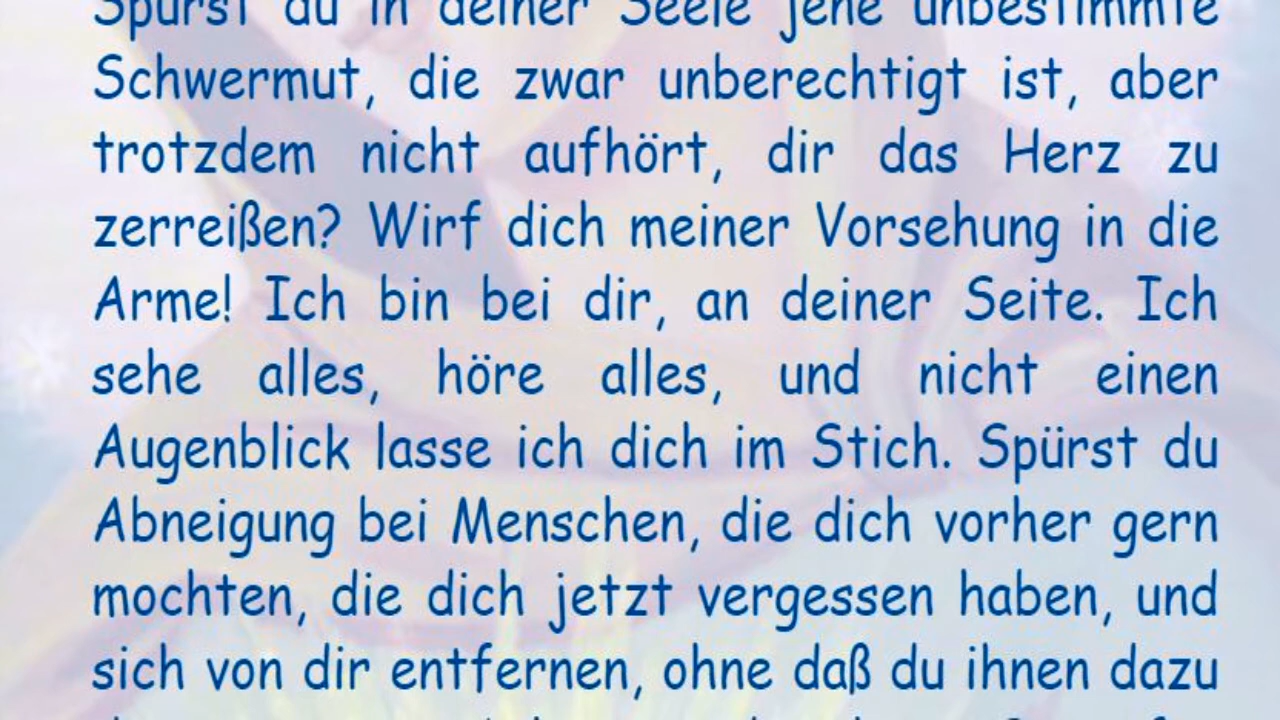 Spürst du in deiner Seele jene unbestimmte
Schwermut, die zwar unberechtigt ist, aber
trotzdem nicht aufhört, dir das Herz zu
zerreißen? Wirf dich meiner Vorsehung in die
Arme! Ich bin bei dir, an deiner Seite. Ich
sehe alles, höre alles, und nicht einen
Augenblick lasse ich dich im Stich. Spürst du
Abneigung bei Menschen, die dich vorher gern
mochten, die dich jetzt vergessen haben, und
sich von dir entfernen, ohne daß du ihnen dazu